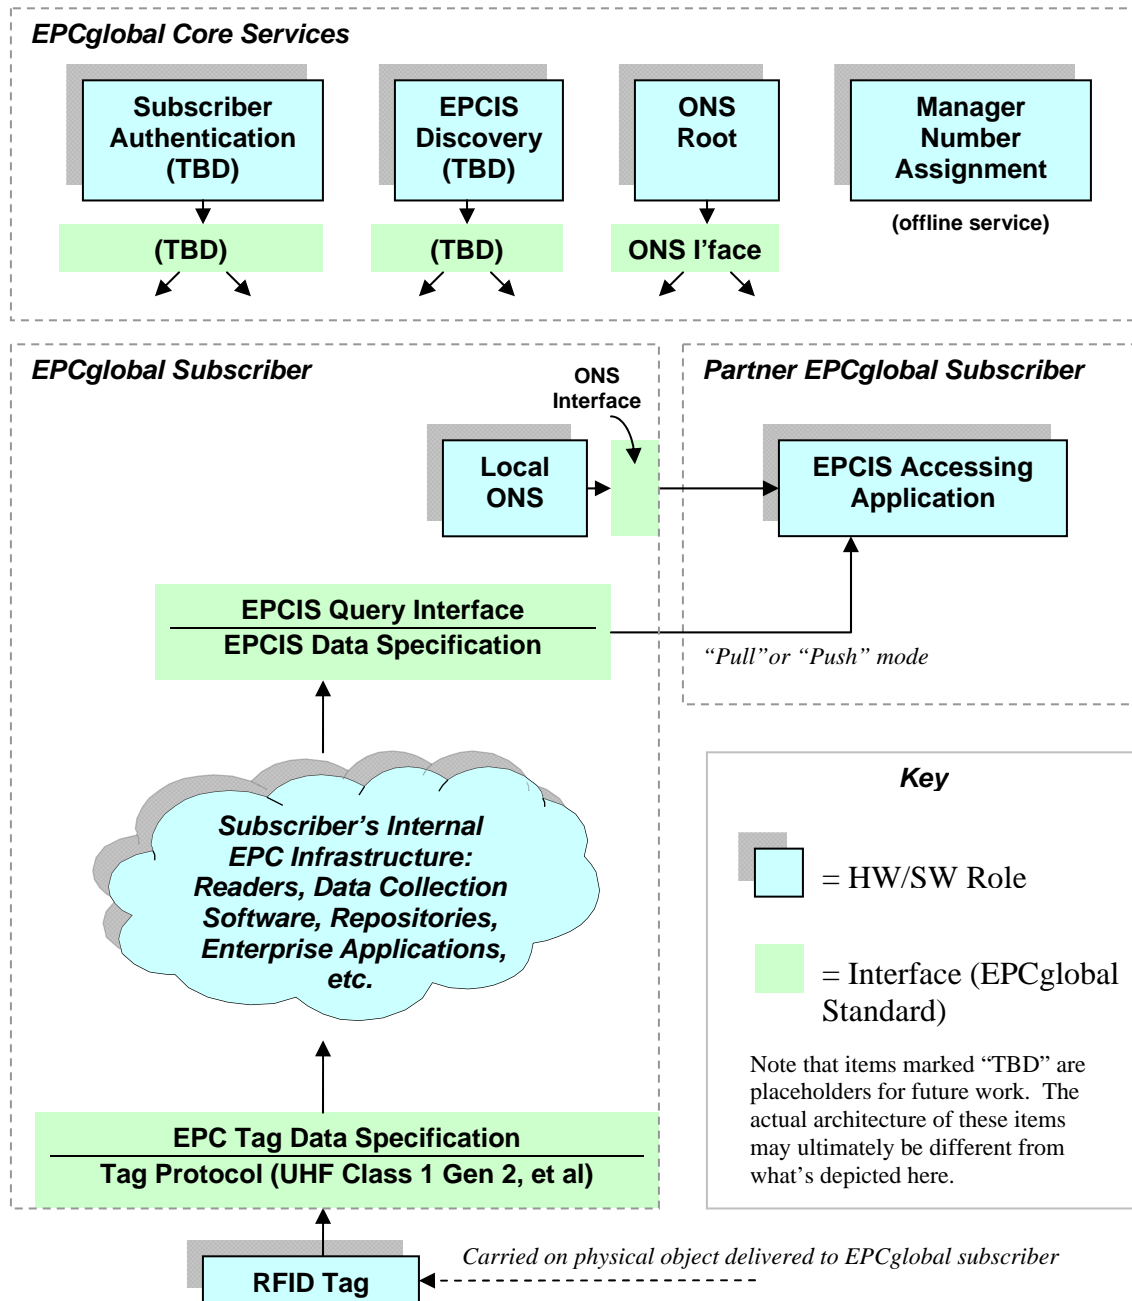 EPCglobal Core Services
Subscriber
Authentication
(TBD)
EPCIS
Discovery
(TBD)
ONS
Root
Manager
Number
Assignment
(offline service)
(TBD)
(TBD)
ONS I’face
EPCglobal Subscriber
ONS
Interface
Local
ONS
Partner EPCglobal Subscriber
EPCIS Accessing
Application
EPCIS Query Interface
EPCIS Data Specification
“Pull”or “Push” mode
Subscriber’s Internal
EPC Infrastructure:
Readers, Data Collection
Software, Repositories,
Enterprise Applications,
etc.
Key
= HW/SW Role
= Interface (EPCglobal
Standard)
Note that items marked “TBD” are
placeholders for future work.  The
actual architecture of these items
may ultimately be different from
what’s depicted here.
EPC Tag Data Specification
Tag Protocol (UHF Class 1 Gen 2, et al)
Carried on physical object delivered to EPCglobal subscriber
RFID Tag